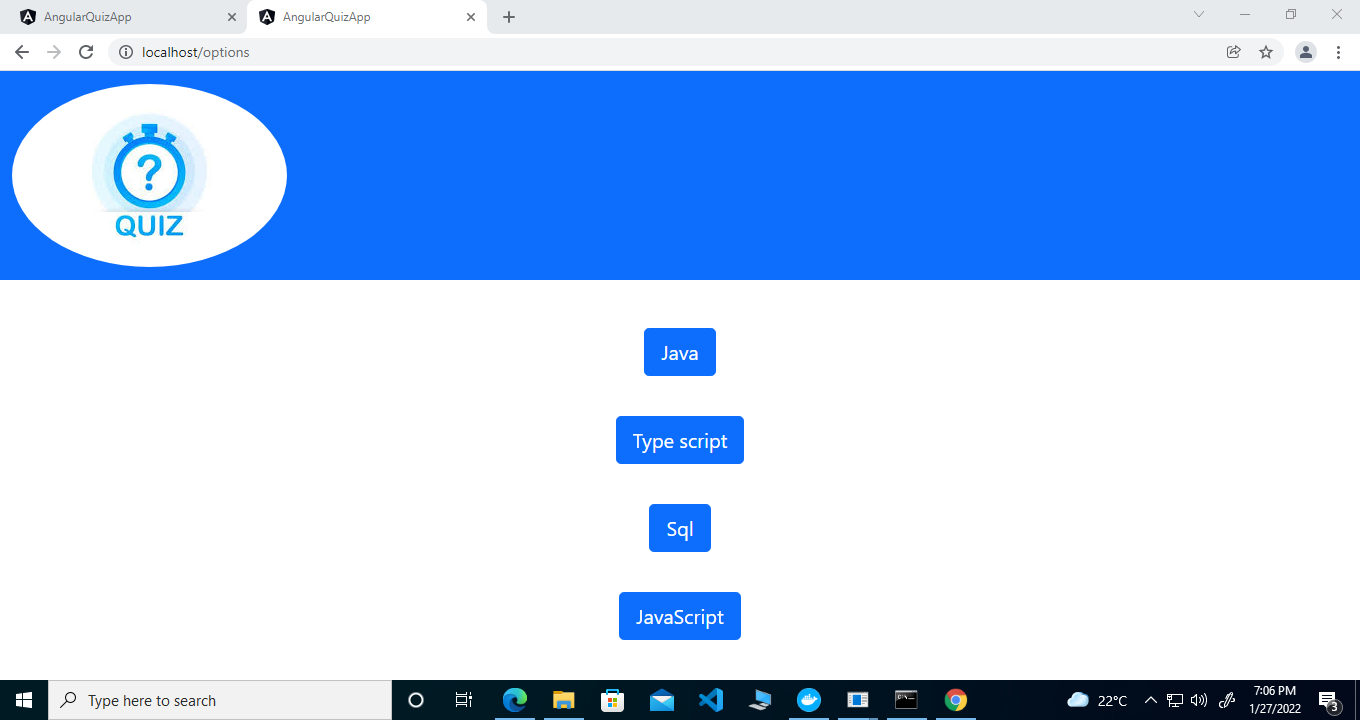 AngularQuizApp
AngularQuizApp
localhost/options
?
QUIZ
Java
Type script
Sql
JavaScript
Type here to search
22°C
7:06 PM
1/27/2022
3